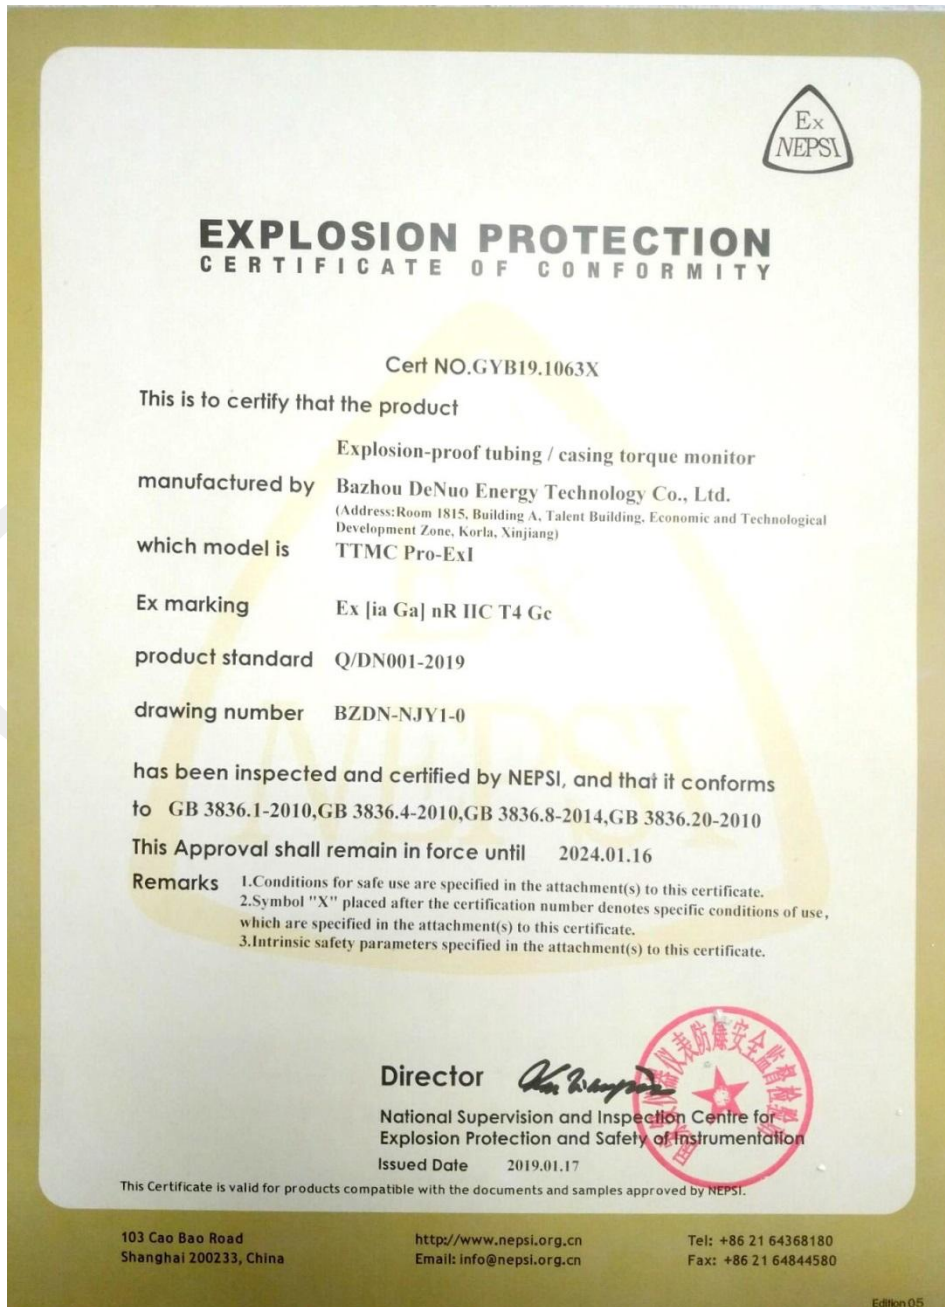 Ex
NEPSI
EXPLOSION PROTECTION
CERTIFICATE OF CONFORMITY
Cert NO.GYB19.1063X
This is to certify that the product
Explosion-proof tubing / casing torque monitor
manufactured by Bazhou DeNuo Energy Technology Co., Ltd.
(Address:Room 1815, Building A, Talent Building, Economic and Technological
Development Zone, Korla, Xinjiang)
which model is TTMC Pro-ExI
Ex marking Ex [ia Ga] nR IIC T4 Gc
product standard Q/DN001-2019
drawing number BZDN-NJY1-0
has been inspected and certified by NEPSI, and that it conforms
to GB 3836.1-2010,GB 3836.4-2010,GB 3836.8-2014,GB 3836.20-2010
This Approval shall remain in force until 2024.01.16
Remarks 1.Conditions for safe use are specified in the attachment(s) to this certificate.
2.Symbol "X" placed after the certification number denotes specific conditions of use,
which are specified in the attachment(s) to this certificate.
3.Intrinsic safety parameters specified in the attachment(s) to this certificate.
Director
National Supervision and Inspection Centre for
Explosion Protection and Safety of Instrumentation
Issued Date 2019.01.17
This Certificate is valid for products compatible with the documents and samples approved by NEPSI.
103 Cao Bao Road http://www.nepsi.org.cn Tel: +86 21 64368180
Shanghai 200233, China Email: info@nepsi.org.cn Fax: +86 21 64844580
Edition 05
Ex
NEPSI